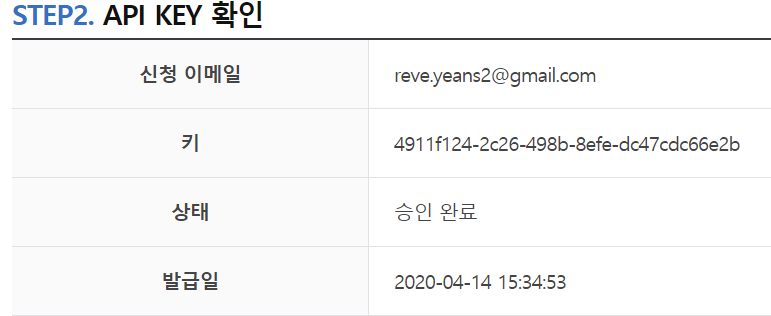 STEP2. API KEY 확인
신청 이메일 reve.yeans2@gmail.com
키 4911f124-2c26-498b-8efe-dc47cdc66e2b
상태 승인 완료
발급일 2020-04-14 15:34:53